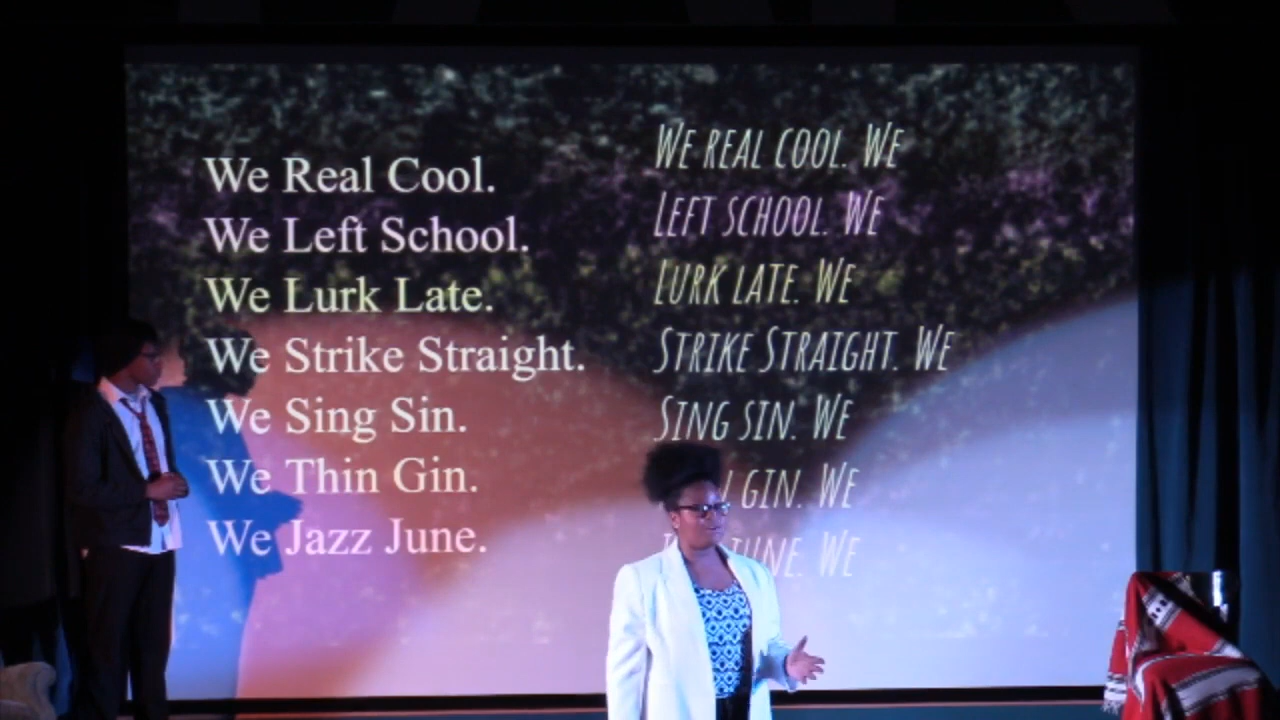 We Real Cool.
We Left School.
We Lurk Late.
We Strike Straight.
We Sing Sin.
We Thin Gin.
We Jazz June.
WE REAL COOL. WE
LEFT SCHOOL. WE
LURK LATE. WE
STRIKE STRAIGHT. WE
SING SIN. WE
GIN. WE
WE